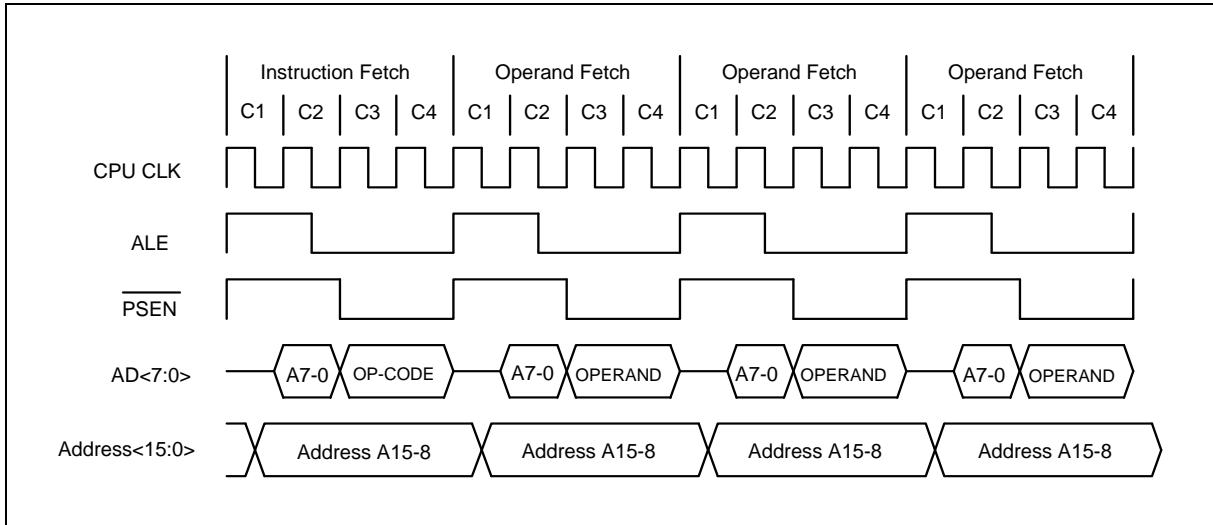 Instruction Fetch Operand Fetch Operand Fetch Operand Fetch
C1 C2 C3 C4 C1 C2 C3 C4 C1 C2 C3 C4 C1 C2 C3 C4
CPU CLK
ALE
PSEN
AD<7:0> A7-0 OP-CODE A7-0 OPERAND A7-0 OPERAND A7-0 OPERAND
Address<15:0> Address A15-8 Address A15-8 Address A15-8 Address A15-8